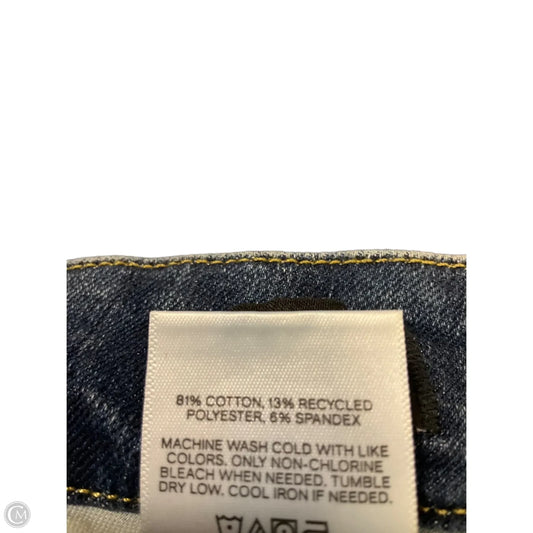 81% COTTON, 13% RECYCLED
POLYESTER, 6% SPANDEX
MACHINE WASH COLD WITH LIKE
COLORS. ONLY NON-CHLORINE
BLEACH WHEN NEEDED. TUMBLE
DRY LOW. COOL IRON IF NEEDED.
CM